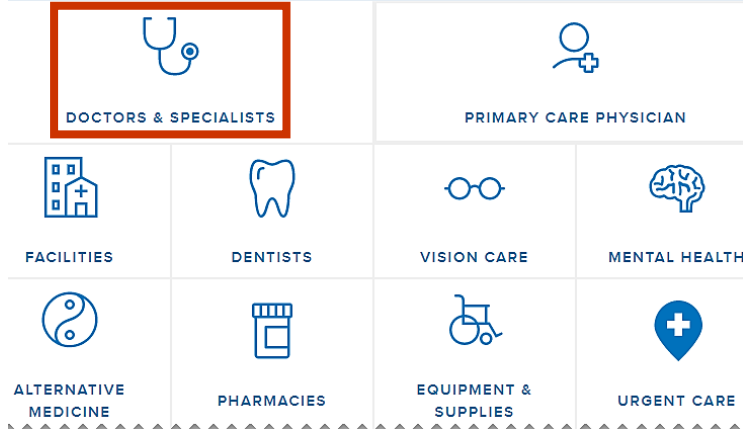 DOCTORS & SPECIALISTS
PRIMARY CARE PHYSICIAN
FACILITIES
DENTISTS
VISION CARE
MENTAL HEALTH
ALTERNATIVE
MEDICINE
PHARMACIES
EQUIPMENT &
SUPPLIES
URGENT CARE